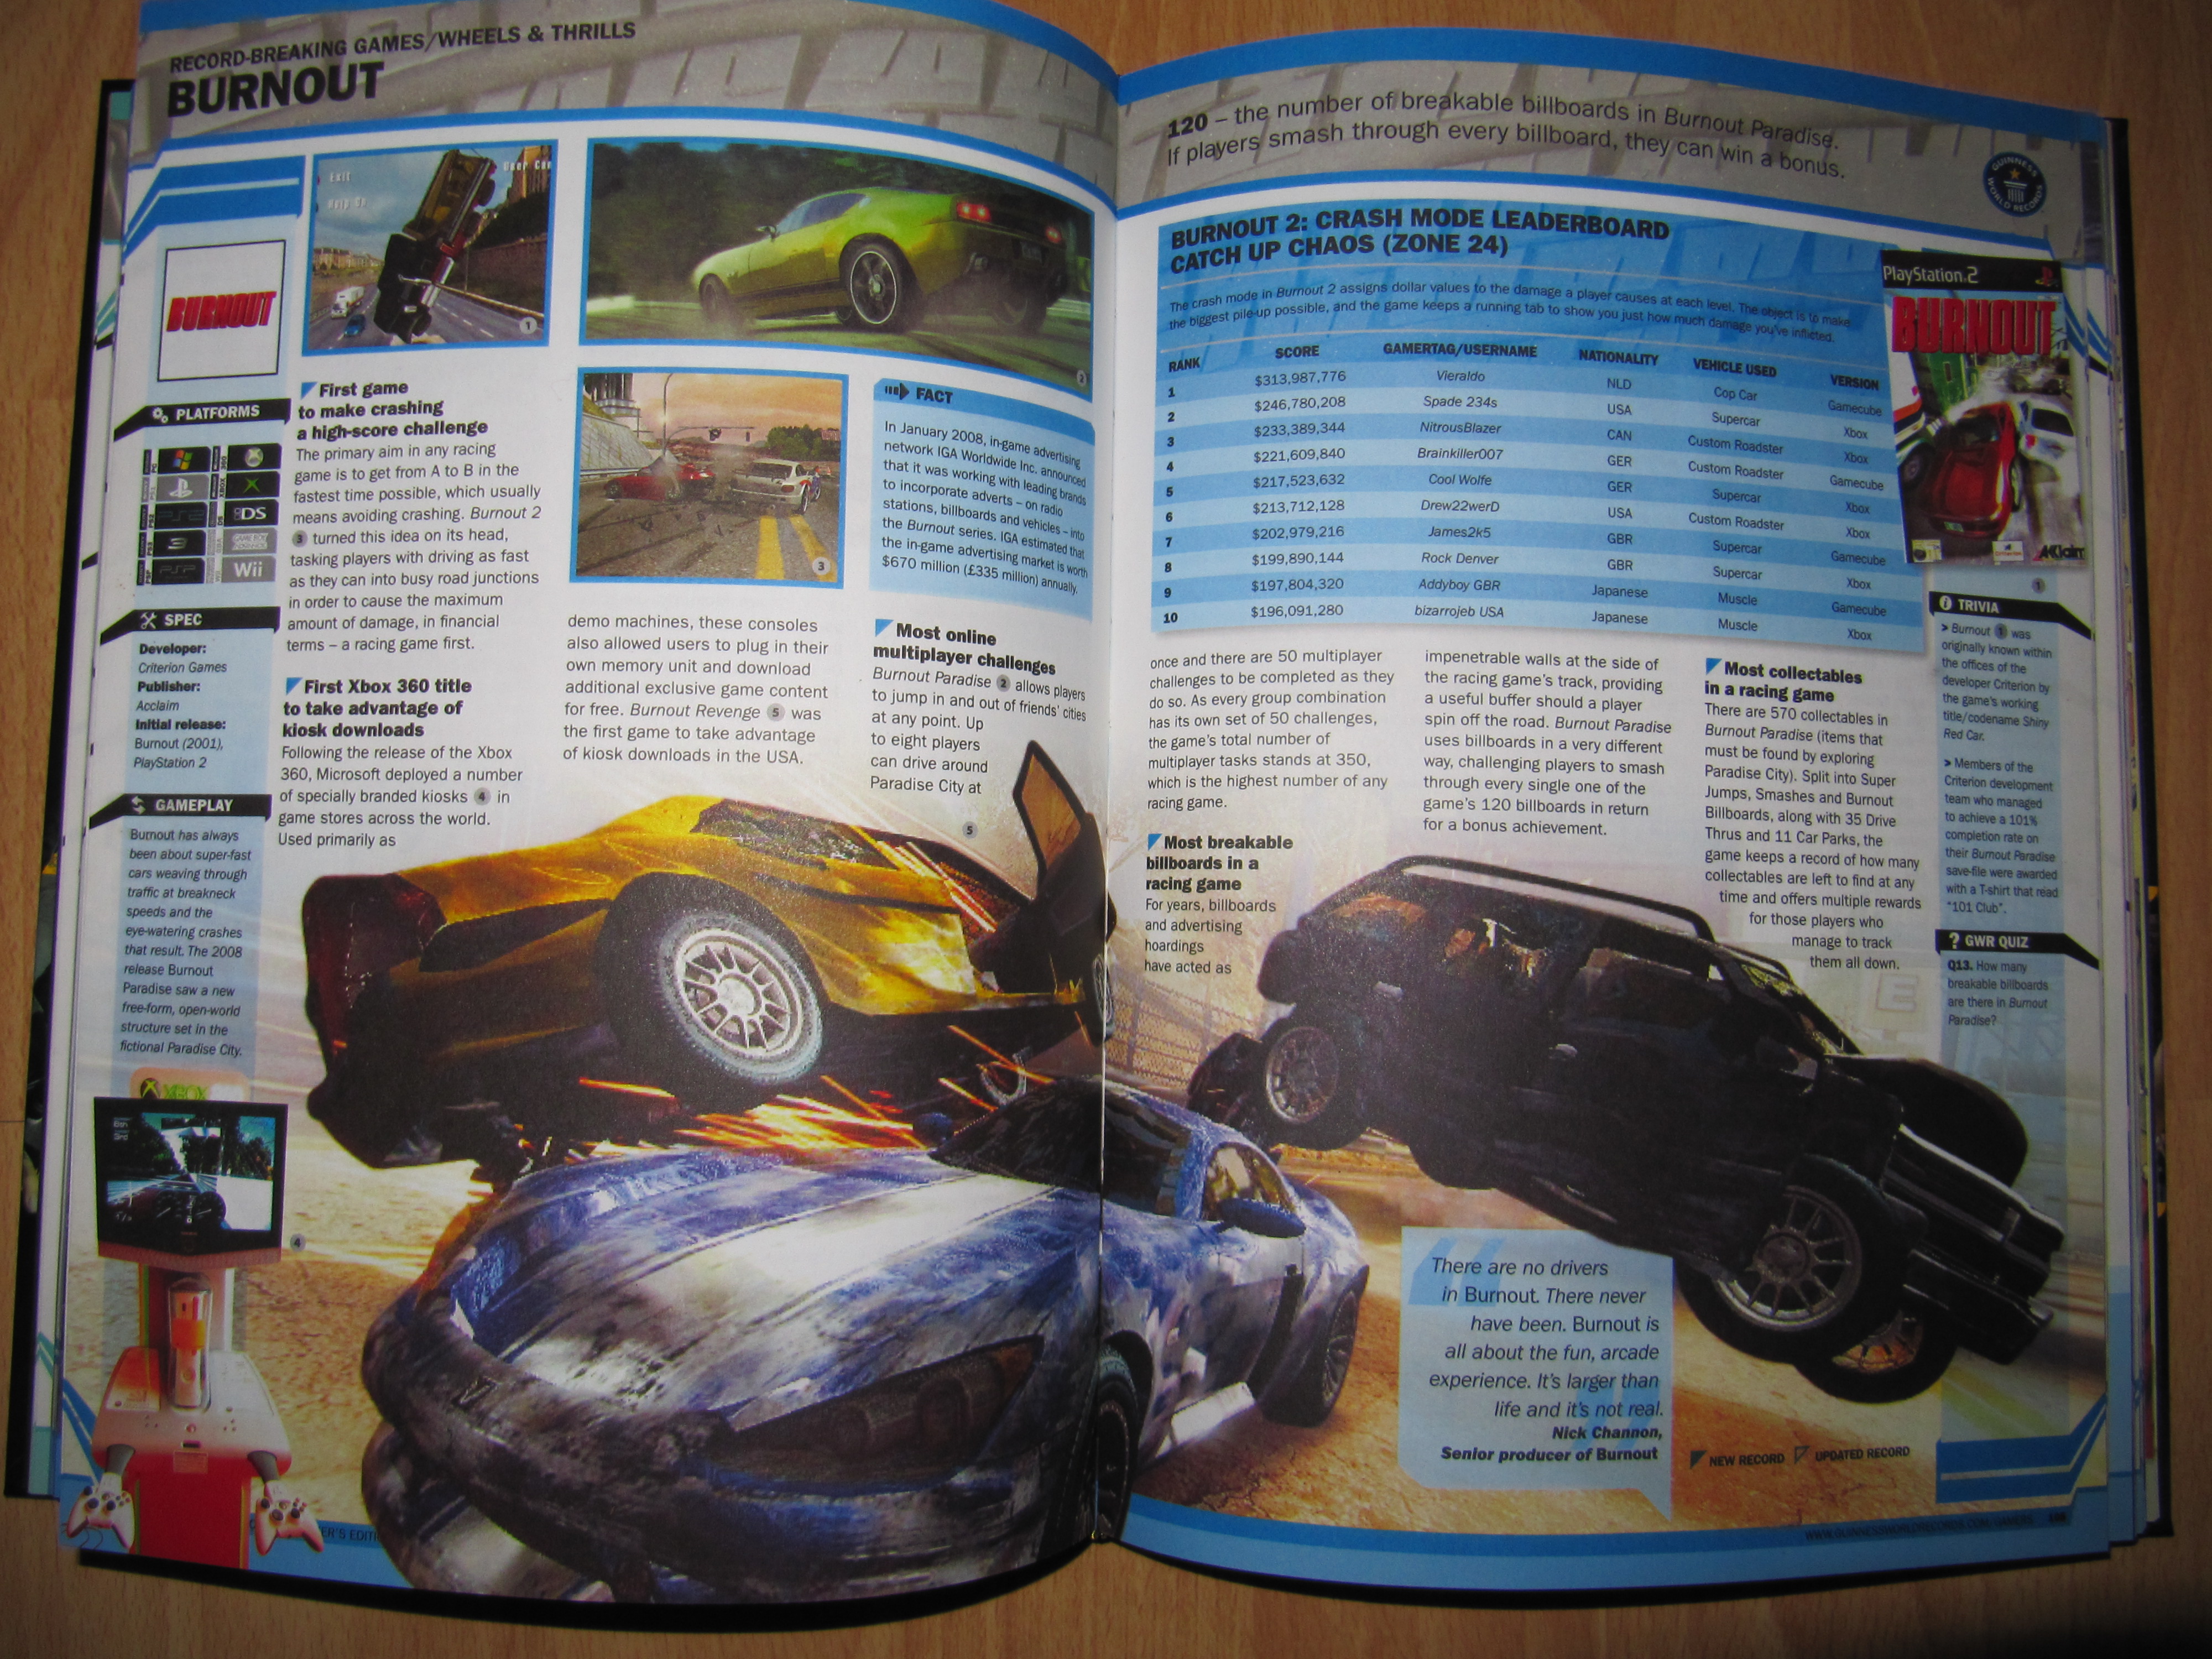 RECORD-BREAKING GAMES/WHEELS & THRILLS
BURNOUT
Exit
BURNOUT
PLATFORMS
PS2
DS
3
PSP
Wii
SPEC
Developer:
Criterion Games
Publisher:
Acclaim
Initial release:
Burnout (2001),
PlayStation 2
GAMEPLAY
Burnout has always
been about super-fast
cars weaving through
traffic at breakneck
speeds and the
eye-watering crashes
that result. The 2008
release Burnout
Paradise saw a new
free-form, open-world
structure set in the
fictional Paradise City.
XBOX
4
1
2
3
First game
to make crashing
a high-score challenge
The primary aim in any racing
game is to get from A to B in the
fastest time possible, which usually
means avoiding crashing. Burnout 2
3 turned this idea on its head,
tasking players with driving as fast
as they can into busy road junctions
in order to cause the maximum
amount of damage, in financial
terms – a racing game first.
First Xbox 360 title
to take advantage of
kiosk downloads
Following the release of the Xbox
360, Microsoft deployed a number
of specially branded kiosks 4 in
game stores across the world.
Used primarily as
demo machines, these consoles
also allowed users to plug in their
own memory unit and download
additional exclusive game content
for free. Burnout Revenge 5 was
the first game to take advantage
of kiosk downloads in the USA.
FACT
In January 2008, in-game advertising
network IGA Worldwide Inc. announced
that it was working with leading brands
to incorporate adverts – on radio
stations, billboards and vehicles – into
the Burnout series. IGA estimated that
the in-game advertising market is worth
$670 million (£335 million) annually.
Most online
multiplayer challenges
Burnout Paradise 2 allows players
to jump in and out of friends' cities
at any point. Up
to eight players
can drive around
Paradise City at
5
120 – the number of breakable billboards in Burnout Paradise.
If players smash through every billboard, they can win a bonus.
GUINNESS WORLD RECORDS
BURNOUT 2: CRASH MODE LEADERBOARD
CATCH UP CHAOS (ZONE 24)
The crash mode in Burnout 2 assigns dollar values to the damage a player causes at each level. The object is to make
the biggest pile-up possible, and the game keeps a running tab to show you just how much damage you've inflicted.
RANK SCORE GAMERTAG/USERNAME NATIONALITY VEHICLE USED VERSION
1 $313,987,776 Vieraldo NLD Cop Car Gamecube
2 $246,780,208 Spade 234s USA Supercar Xbox
3 $233,389,344 NitrousBlazer CAN Custom Roadster Xbox
4 $221,609,840 Brainkiller007 GER Custom Roadster Gamecube
5 $217,523,632 Cool Wolfe GER Supercar Xbox
6 $213,712,128 Drew22werD USA Custom Roadster Xbox
7 $202,979,216 James2k5 GBR Supercar Gamecube
8 $199,890,144 Rock Denver GBR Supercar Xbox
9 $197,804,320 Addyboy GBR Japanese Muscle Gamecube
10 $196,091,280 bizarrojeb USA Japanese Muscle Xbox
PlayStation.2
BURNOUT
AKlaim
1
once and there are 50 multiplayer
challenges to be completed as they
do so. As every group combination
has its own set of 50 challenges,
the game's total number of
multiplayer tasks stands at 350,
which is the highest number of any
racing game.
Most breakable
billboards in a
racing game
For years, billboards
and advertising
hoardings
have acted as
impenetrable walls at the side of
the racing game's track, providing
a useful buffer should a player
spin off the road. Burnout Paradise
uses billboards in a very different
way, challenging players to smash
through every single one of the
game's 120 billboards in return
for a bonus achievement.
Most collectables
in a racing game
There are 570 collectables in
Burnout Paradise (items that
must be found by exploring
Paradise City). Split into Super
Jumps, Smashes and Burnout
Billboards, along with 35 Drive
Thrus and 11 Car Parks, the
game keeps a record of how many
collectables are left to find at any
time and offers multiple rewards
for those players who
manage to track
them all down.
TRIVIA
> Burnout 1 was
originally known within
the offices of the
developer Criterion by
the game's working
title/codename Shiny
Red Car.
> Members of the
Criterion development
team who managed
to achieve a 101%
completion rate on
their Burnout Paradise
save-file were awarded
with a T-shirt that read
"101 Club".
? GWR QUIZ
Q13. How many
breakable billboards
are there in Burnout
Paradise?
There are no drivers
in Burnout. There never
have been. Burnout is
all about the fun, arcade
experience. It's larger than
life and it's not real.
Nick Channon,
Senior producer of Burnout
NEW RECORD UPDATED RECORD
ER'S EDITI
WWW.GUINNESSWORLDRECORDS.COM/GAMERS